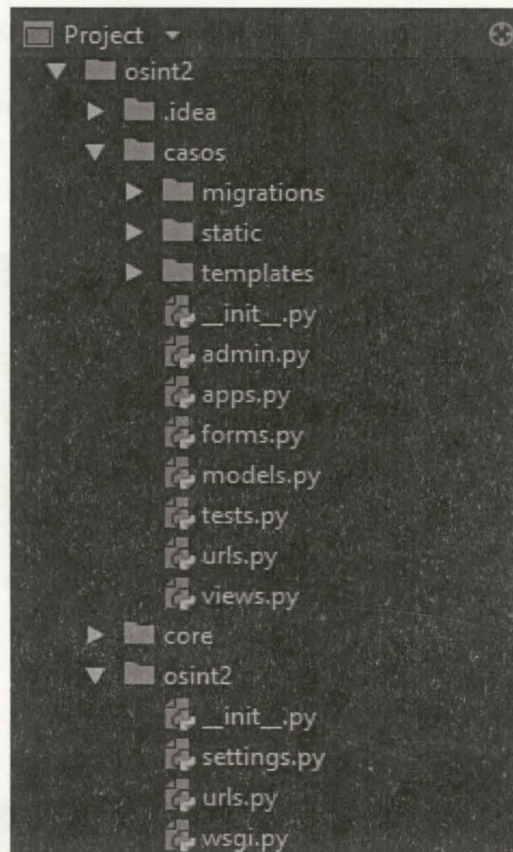 Project
osint2
.idea
casos
migrations
static
templates
__init__.py
admin.py
apps.py
forms.py
models.py
tests.py
urls.py
views.py
core
osint2
__init__.py
settings.py
urls.py
wsgi.py